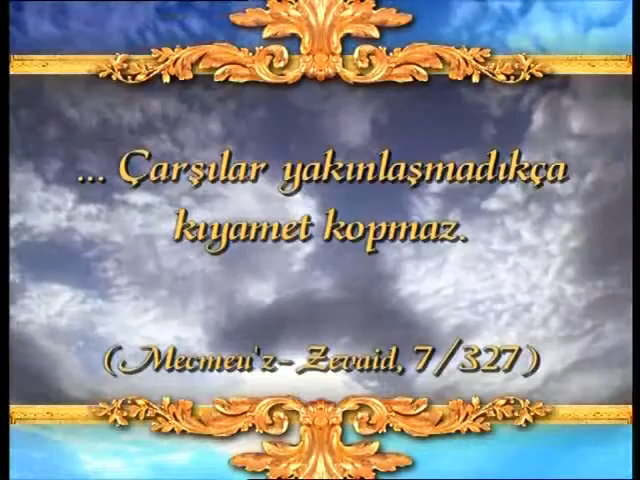 ... Çarşılar yakınlaşmadıkça
kıyamet kopmaz.
(Mecmeu'z-Zevaid, 7/327)